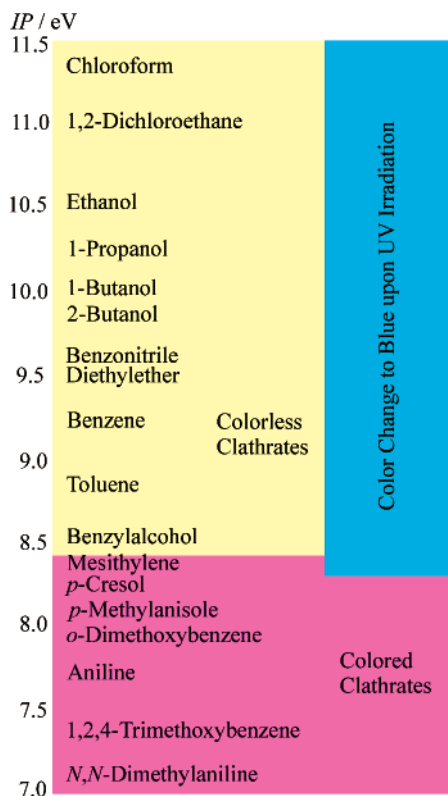 IP / eV
11.5
Chloroform
11.0
1,2-Dichloroethane
10.5
Ethanol
1-Propanol
10.0
1-Butanol
2-Butanol
Benzonitrile
9.5
Diethylether
Benzene
Colorless
Clathrates
9.0
Toluene
8.5
Benzylalcohol
Mesithylene
p-Cresol
8.0
p-Methylanisole
o-Dimethoxybenzene
Aniline
Colored
Clathrates
7.5
1,2,4-Trimethoxybenzene
7.0
N,N-Dimethylaniline
Color Change to Blue upon UV Irradiation